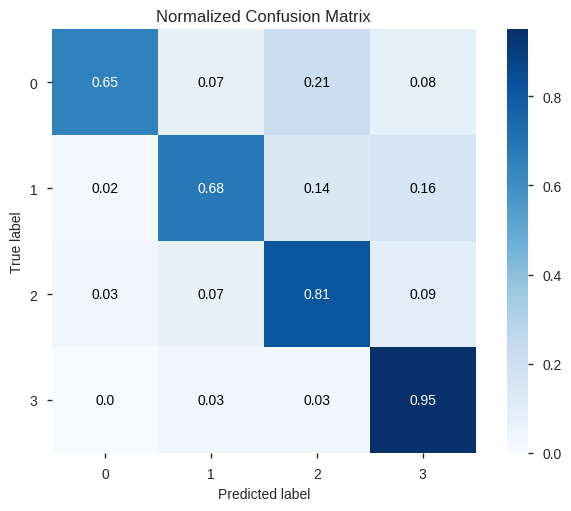 Normalized Confusion Matrix
0 0.65 0.07 0.21 0.08
1 0.02 0.68 0.14 0.16
2 0.03 0.07 0.81 0.09
3 0.0 0.03 0.03 0.95
0 1 2 3
Predicted label
True label
0.8
0.6
0.4
0.2
0.0